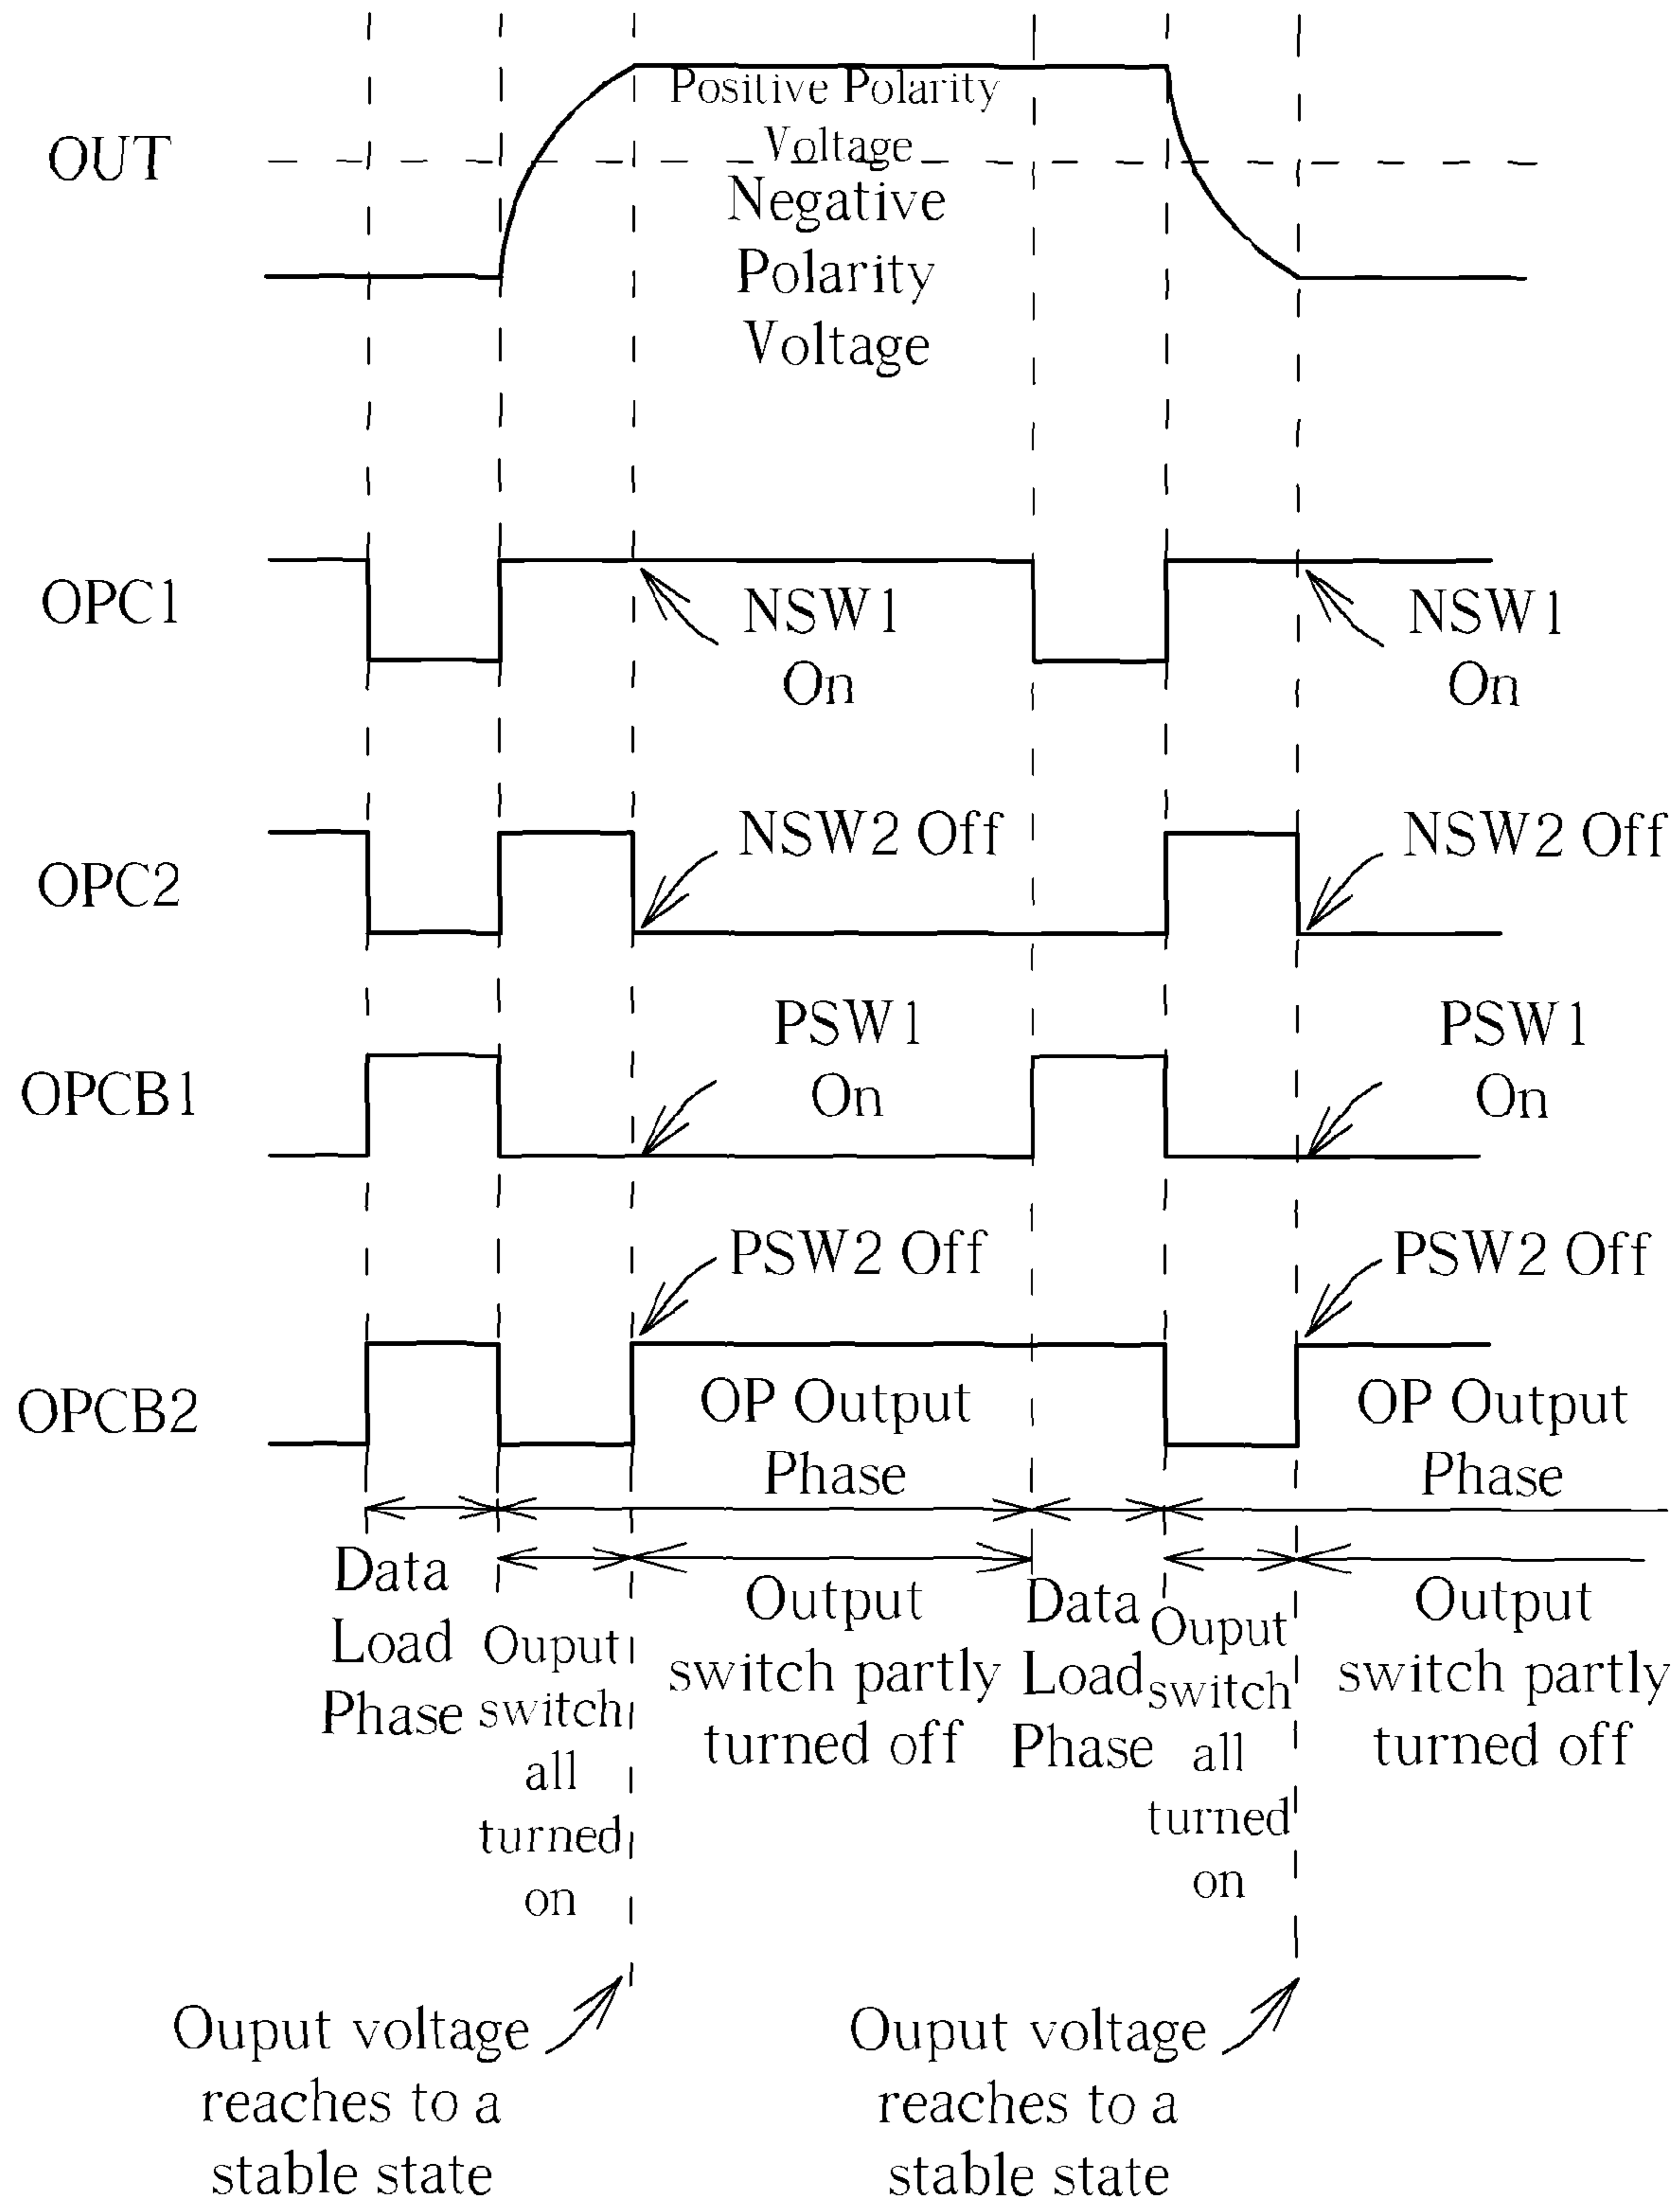 OUT
Positive Polarity
Voltage
Negative
Polarity
Voltage
OPC1
NSW1
On
NSW1
On
OPC2
NSW2 Off
NSW2 Off
OPCB1
PSW1
On
PSW1
On
OPCB2
PSW2 Off
PSW2 Off
OP Output
Phase
OP Output
Phase
Data
Load
Phase
Ouput
switch
all
turned
on
Output
switch partly
turned off
Data
Load
Phase
Ouput
switch
all
turned
on
Output
switch partly
turned off
Ouput voltage
reaches to a
stable state
Ouput voltage
reaches to a
stable state